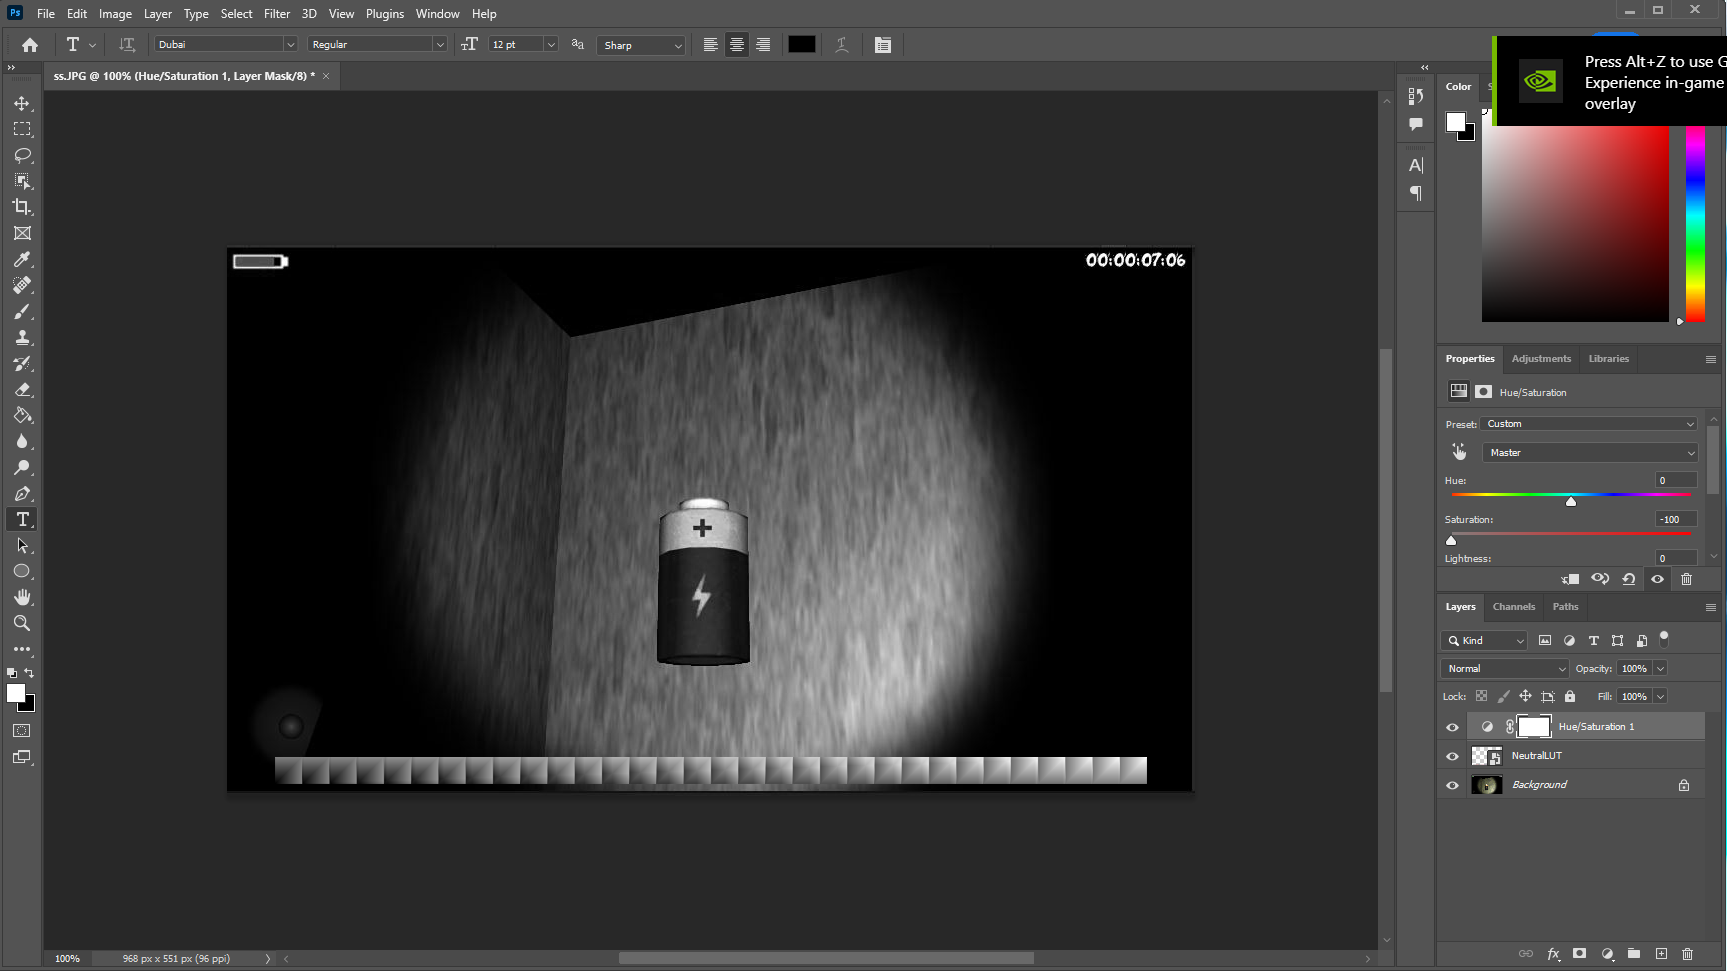 Ps File Edit Image Layer Type Select Filter 3D View Plugins Window Help
Dubai Regular 12 pt Sharp
ss.JPG @ 100% (Hue/Saturation 1, Layer Mask/8) *
Press Alt+Z to use G
Experience in-game
overlay
Color
00:00:07:06
Properties Adjustments Libraries
Hue/Saturation
Preset: Custom
Master
Hue: 0
Saturation: -100
Lightness: 0
Layers Channels Paths
Kind
Normal Opacity: 100%
Lock: Fill: 100%
Hue/Saturation 1
NeutralLUT
Background
100% 968 px x 551 px (96 ppi)